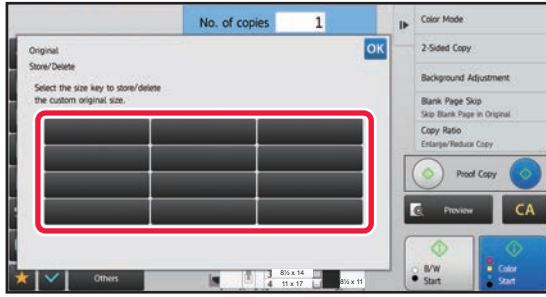 No. of copies 1
Original
OK
Store/Delete
Select the size key to store/delete
the custom original size.
Color Mode
2-Sided Copy
Background Adjustment
Blank Page Skip
Skip Blank Page in Original
Copy Ratio
Enlarge/Reduce Copy
Proof Copy
Preview
CA
B/W
Start
Color
Start
Others
3 8½ x 14
4 11 x 17
8½ x 11